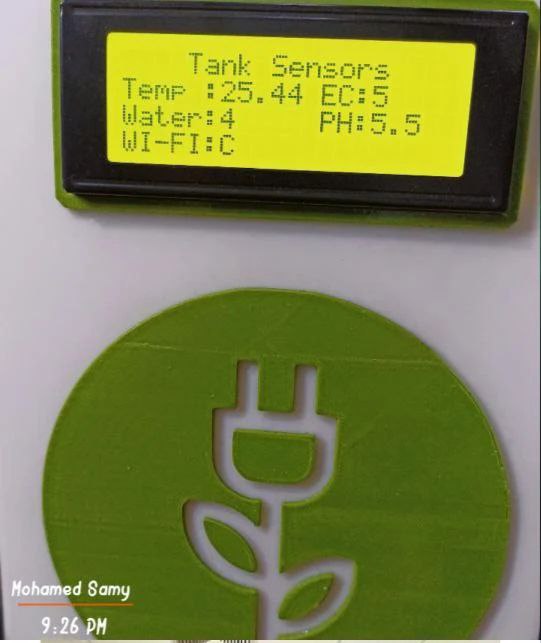 Tank Sensors
Temp :25.44 EC:5
Water:4 PH:5.5
WI-FI:C
Mohamed Samy
9:26 PM